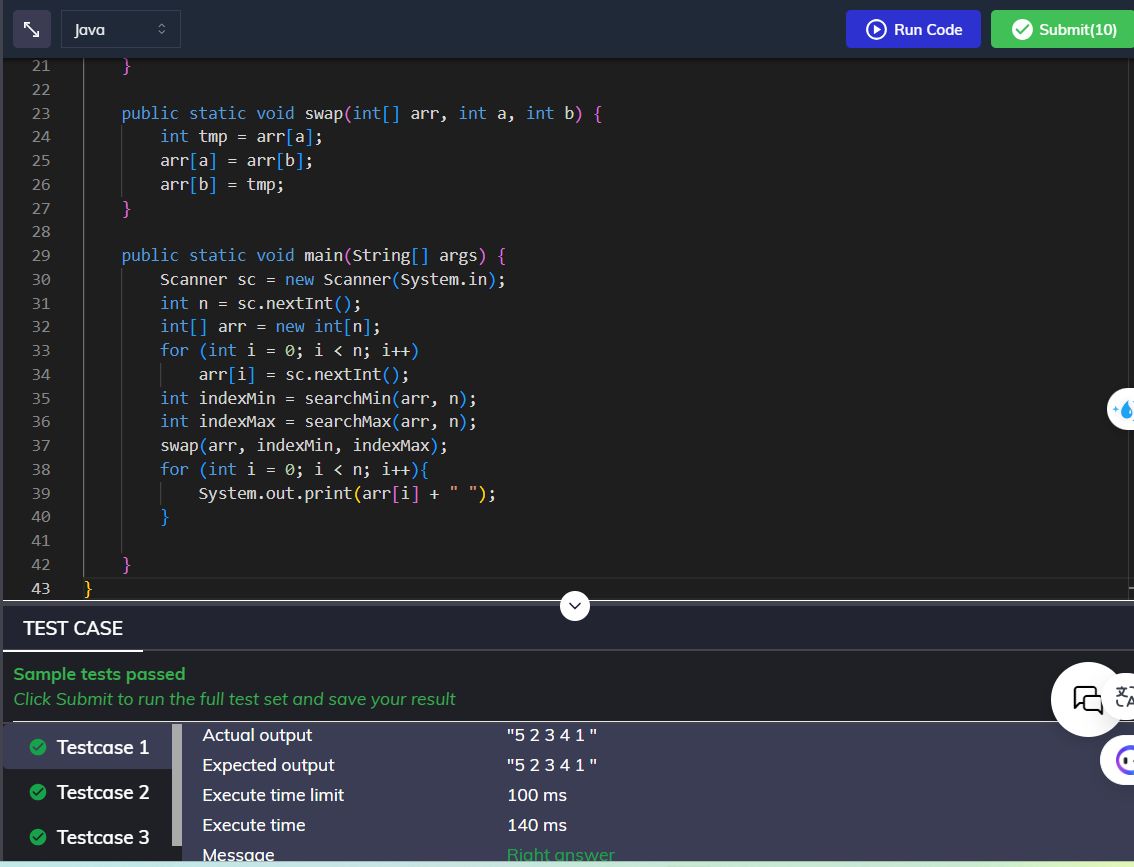 Java
Run Code
Submit(10)
21 }
22
23 public static void swap(int[] arr, int a, int b) {
24 int tmp = arr[a];
25 arr[a] = arr[b];
26 arr[b] = tmp;
27 }
28
29 public static void main(String[] args) {
30 Scanner sc = new Scanner(System.in);
31 int n = sc.nextInt();
32 int[] arr = new int[n];
33 for (int i = 0; i < n; i++)
34 arr[i] = sc.nextInt();
35 int indexMin = searchMin(arr, n);
36 int indexMax = searchMax(arr, n);
37 swap(arr, indexMin, indexMax);
38 for (int i = 0; i < n; i++){
39 System.out.print(arr[i] + " ");
40 }
41
42 }
43 }
TEST CASE
Sample tests passed
Click Submit to run the full test set and save your result
Testcase 1
Testcase 2
Testcase 3
Actual output "5 2 3 4 1 "
Expected output "5 2 3 4 1 "
Execute time limit 100 ms
Execute time 140 ms
Message Right answer